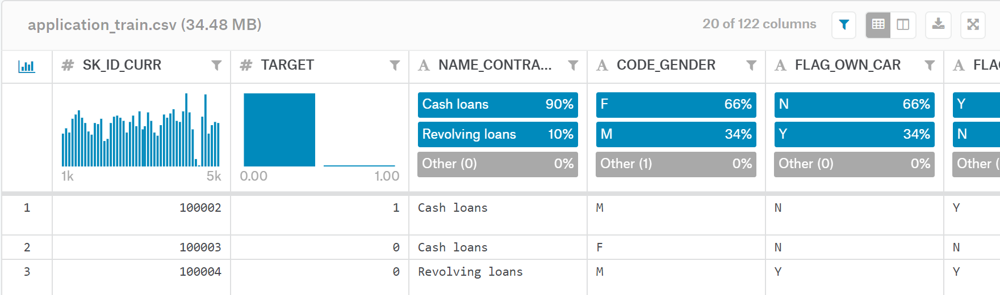 application_train.csv (34.48 MB) 20 of 122 columns
# SK_ID_CURR # TARGET A NAME_CONTRA... A CODE_GENDER A FLAG_OWN_CAR A FLAG
Cash loans 90% F 66% N 66% Y
Revolving loans 10% M 34% Y 34% N
Other (0) 0% Other (1) 0% Other (0) 0% Other (
1k 5k 0.00 1.00
1 100002 1 Cash loans M N Y
2 100003 0 Cash loans F N N
3 100004 0 Revolving loans M Y Y